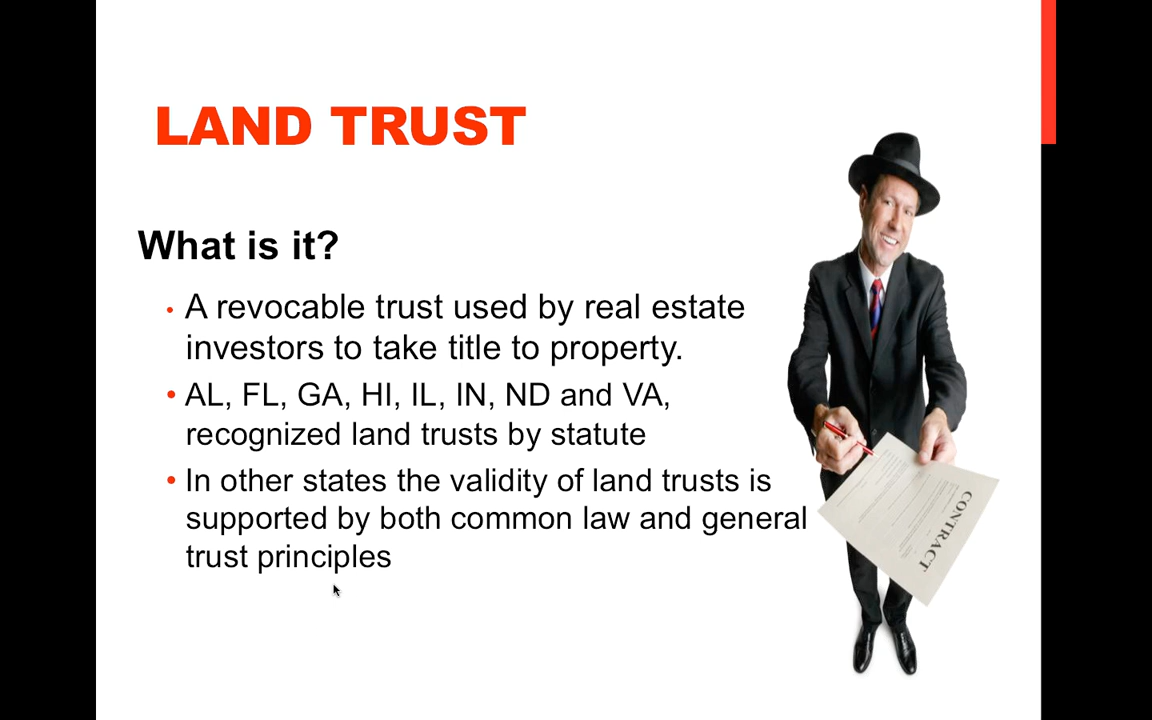 LAND TRUST
What is it?
• A revocable trust used by real estate
investors to take title to property.
• AL, FL, GA, HI, IL, IN, ND and VA,
recognized land trusts by statute
• In other states the validity of land trusts is
supported by both common law and general
trust principles
CONTRACT